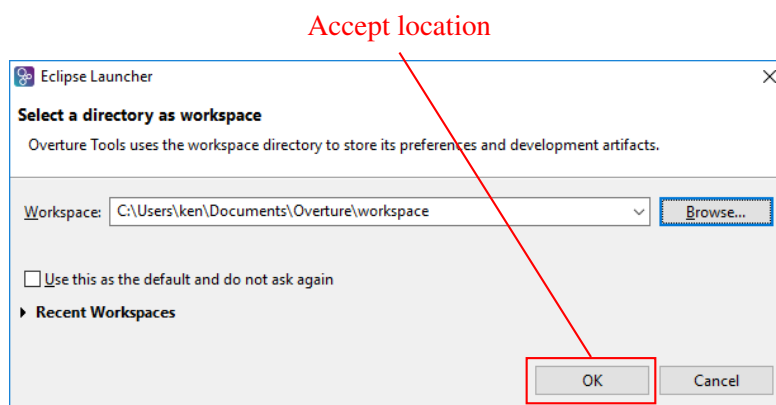 Accept location
Eclipse Launcher
Select a directory as workspace
Overture Tools uses the workspace directory to store its preferences and development artifacts.
Workspace: C:\Users\ken\Documents\Overture\workspace Browse...
Use this as the default and do not ask again
Recent Workspaces
OK Cancel